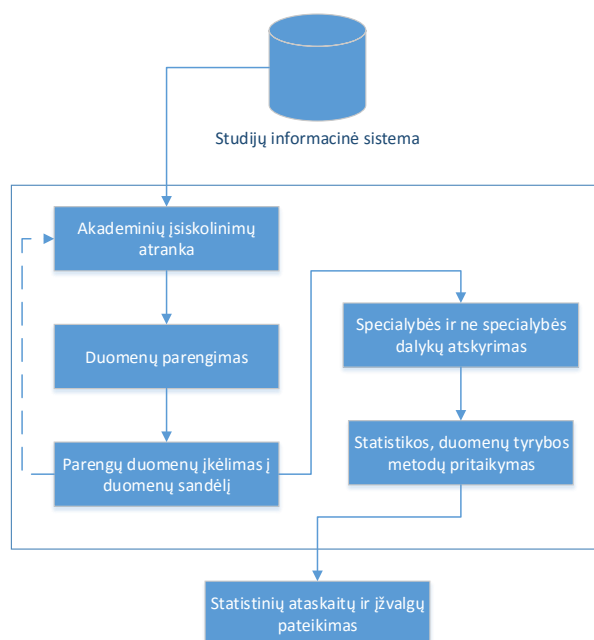 Studijų informacinė sistema
Akademinių įsiskolinimų
atranka
Duomenų parengimas
Parengų duomenų įkėlimas į
duomenų sandėlį
Specialybės ir ne specialybės
dalykų atskyrimas
Statistikos, duomenų tyrybos
metodų pritaikymas
Statistinių ataskaitų ir įžvalgų
pateikimas